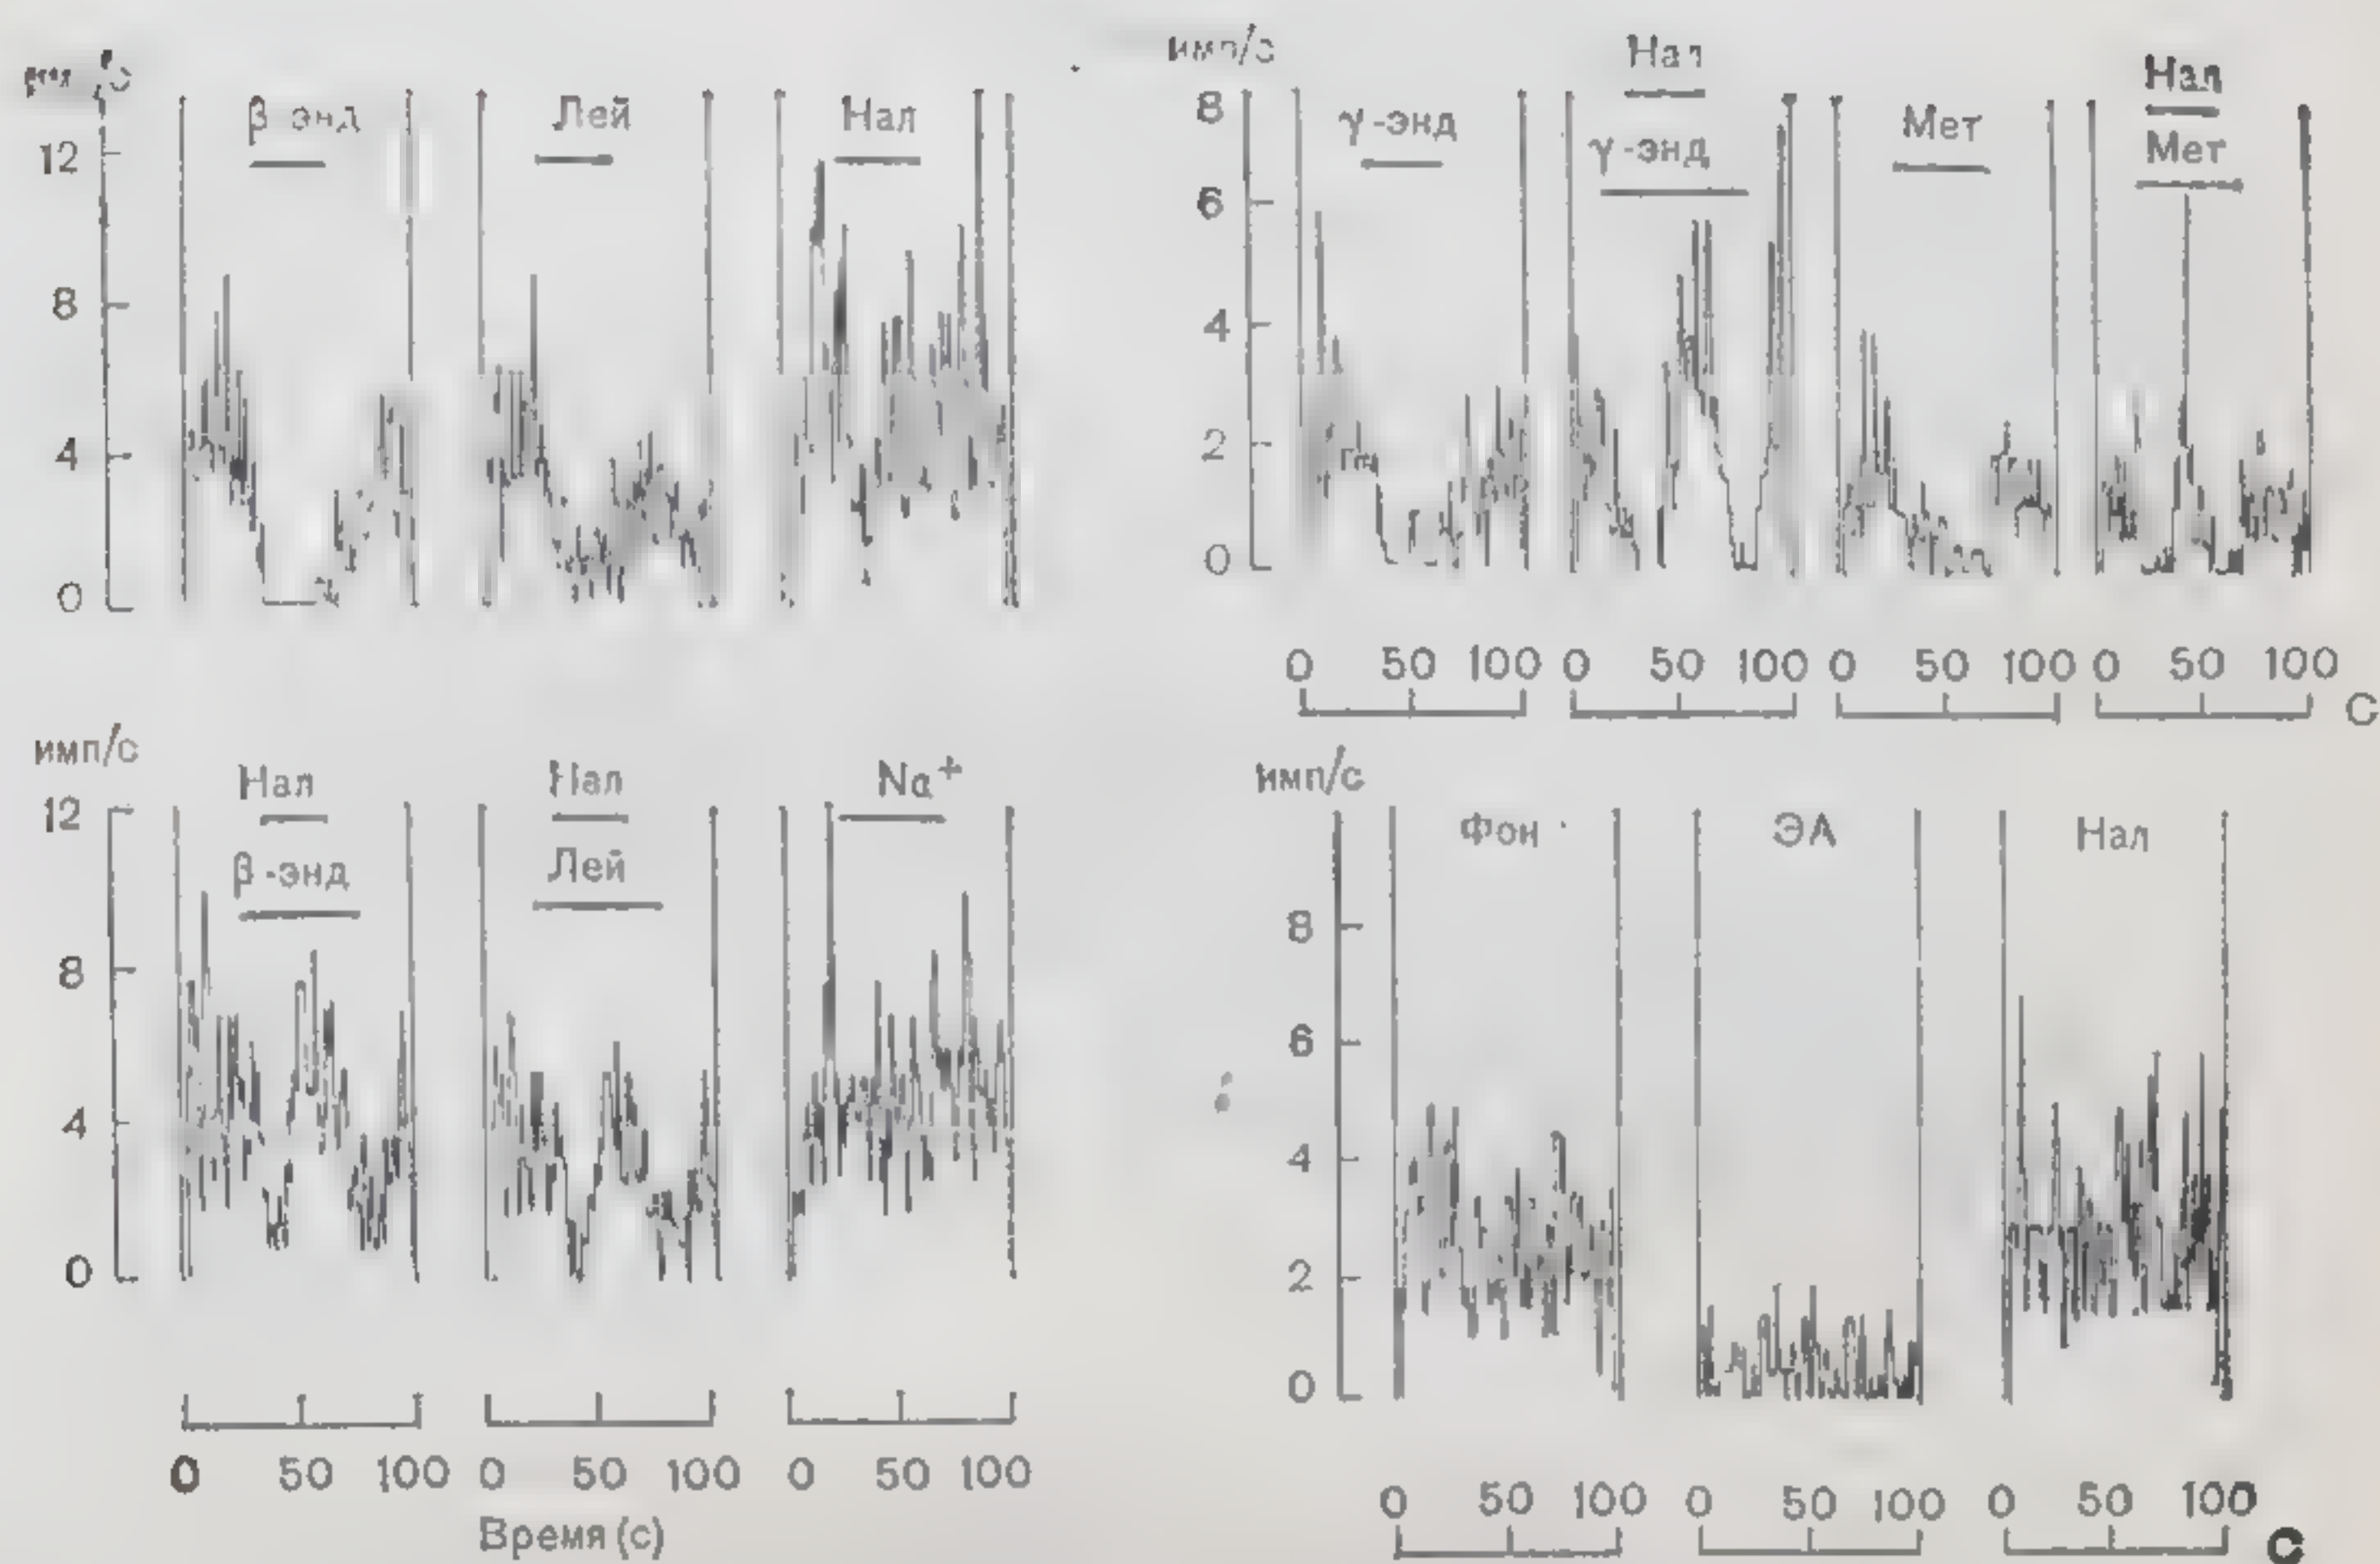 β-энд Лей Нал
12
8
4
0
имп/с
Нал Нал Na⁺
12
β-энд Лей
8
4
0
0 50 100 0 50 100 0 50 100
Время (с)
имп/с
Нал Нал
8
γ-энд γ-энд Мет Мет
6
4
2
0
0 50 100 0 50 100 0 50 100 0 50 100
с
имп/с
Фон ЭА Нал
8
6
4
2
0
0 50 100 0 50 100 0 50 100
с